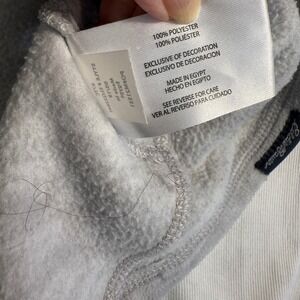 100% POLYESTER
100% POLIÉSTER
EXCLUSIVE OF DECORATION
EXCLUSIVO DE DECORACION
MADE IN EGYPT
HECHO EN EGIPTO
SEE REVERSE FOR CARE
VER AL REVERSO PARA CUIDADO